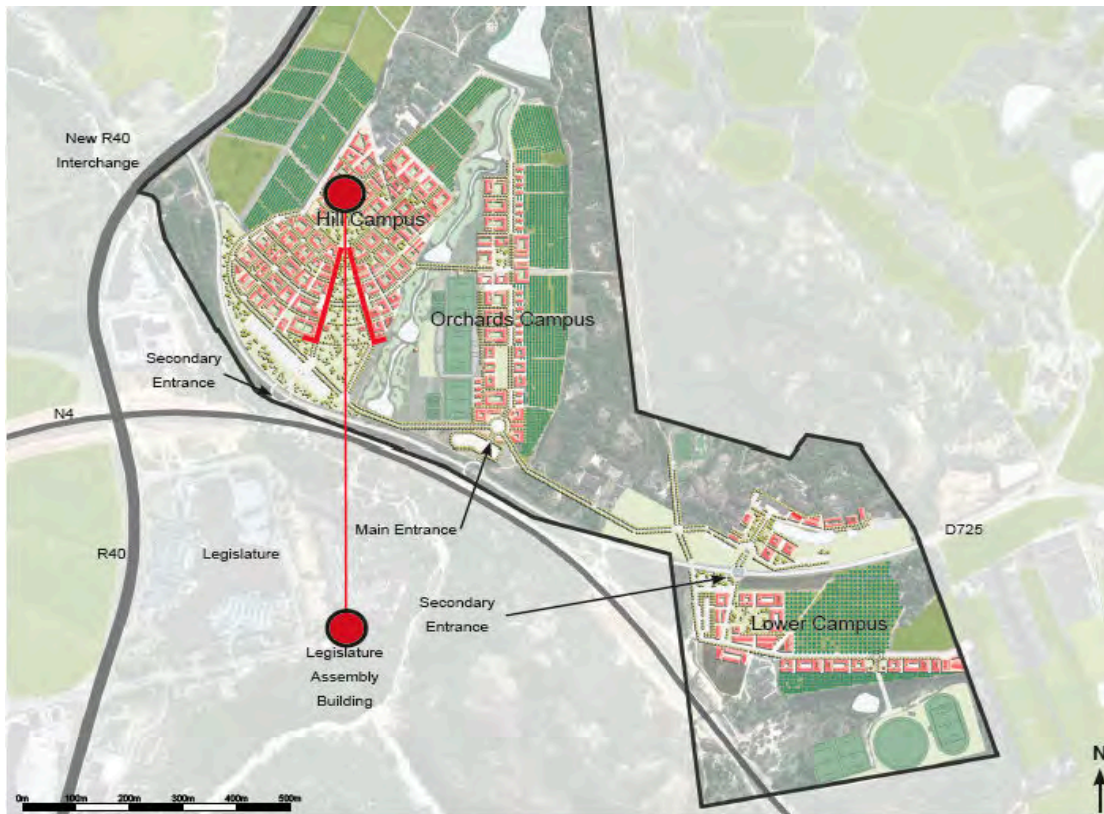 New R40
Interchange
Hill Campus
Orchards Campus
Secondary
Entrance
N4
Main Entrance
R40
Legislature
D725
Secondary
Entrance
Lower Campus
Legislature
Assembly
Building
N
0m 100m 200m 300m 400m 500m